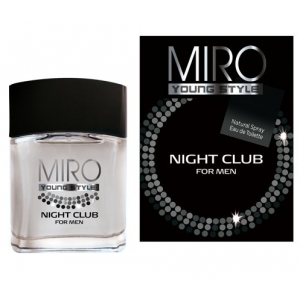 MIRO
YOUNG STYLE
NIGHT CLUB
FOR MEN
MIRO
YOUNG STYLE
Natural Spray
Eau de Toilette
NIGHT CLUB
FOR MEN